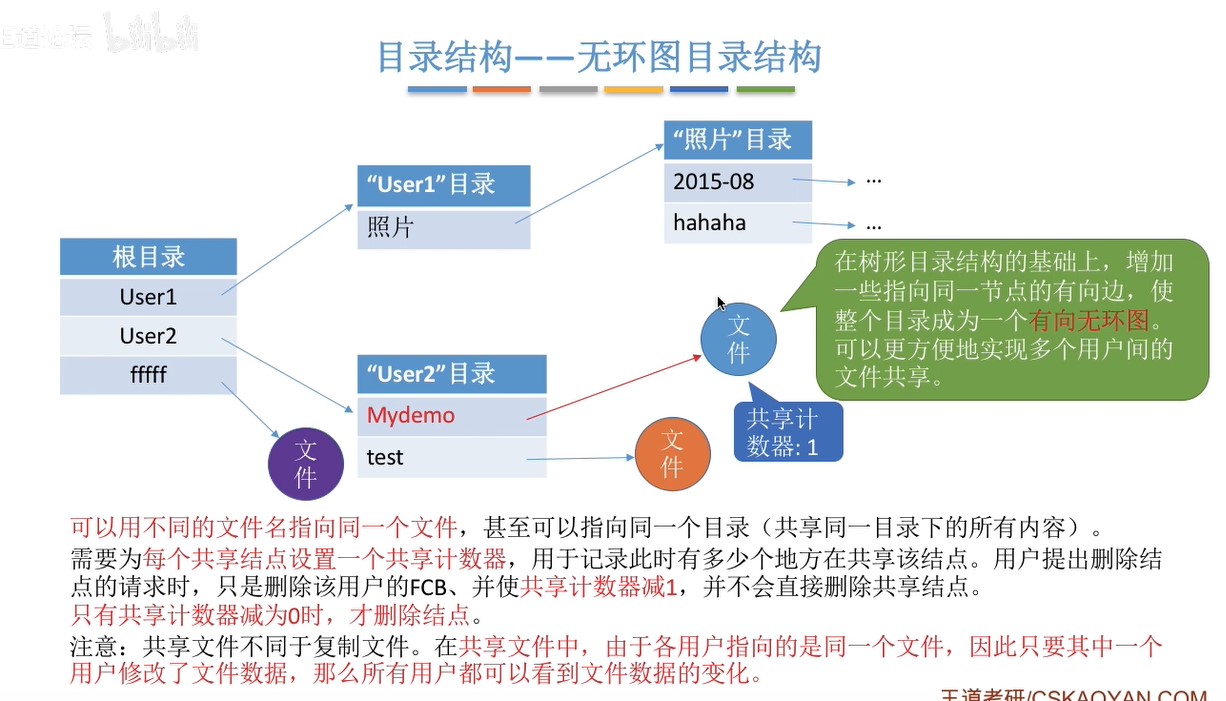 bilibili
目录结构——无环图目录结构
“照片”目录
2015-08
...
hahaha
...
“User1”目录
照片
根目录
User1
User2
fffff
文
件
“User2”目录
Mydemo
test
文
件
文
件
共享计
数器: 1
在树形目录结构的基础上，增加
一些指向同一节点的有向边，使
整个目录成为一个有向无环图。
可以更方便地实现多个用户间的
文件共享。
可以用不同的文件名指向同一个文件，甚至可以指向同一个目录（共享同一目录下的所有内容）。
需要为每个共享结点设置一个共享计数器，用于记录此时有多少个地方在共享该结点。用户提出删除结
点的请求时，只是删除该用户的FCB、并使共享计数器减1，并不会直接删除共享结点。
只有共享计数器减为0时，才删除结点。
注意：共享文件不同于复制文件。在共享文件中，由于各用户指向的是同一个文件，因此只要其中一个
用户修改了文件数据，那么所有用户都可以看到文件数据的变化。
王道考研/CSKAOYAN.COM